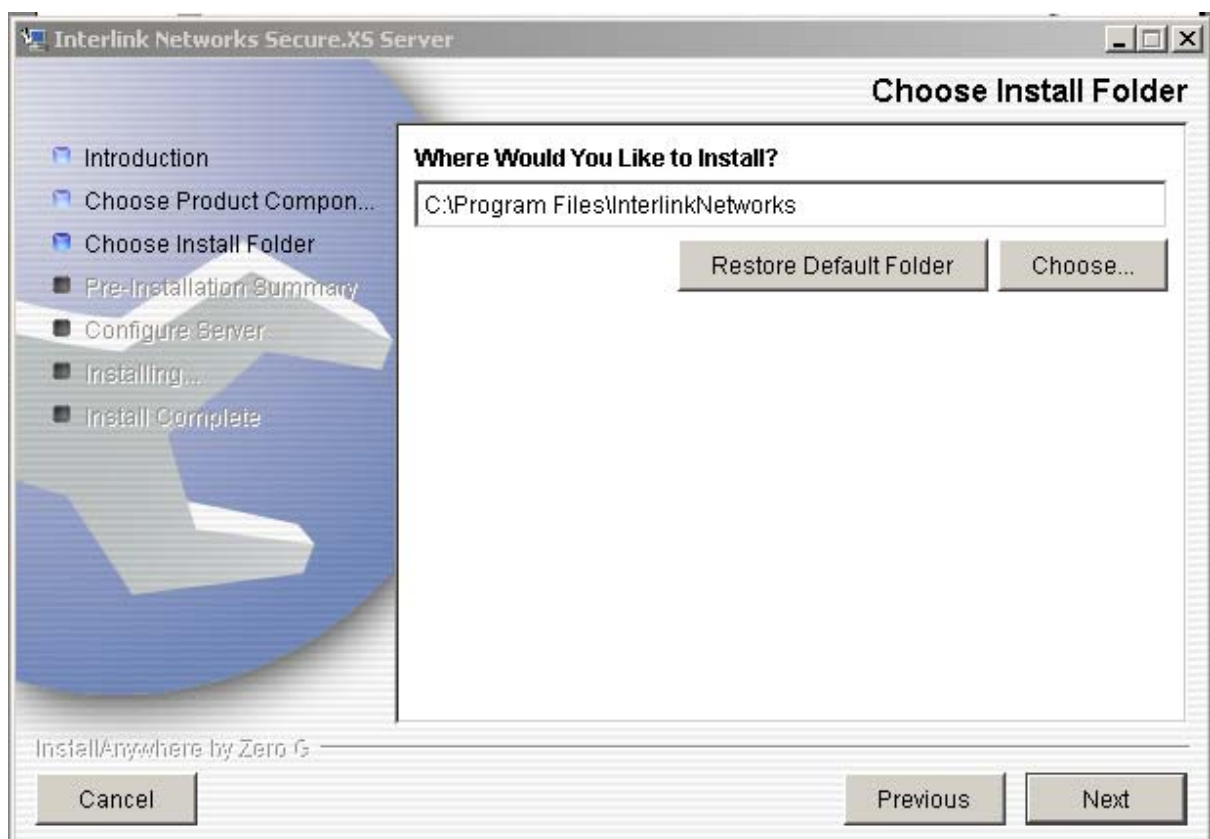 Interlink Networks Secure.XS Server
Choose Install Folder
Introduction
Choose Product Compon...
Choose Install Folder
Pre-Installation Summary
Configure Server
Installing...
Install Complete
Where Would You Like to Install?
C:\Program Files\InterlinkNetworks
Restore Default Folder Choose...
InstallAnywhere by Zero G
Cancel Previous Next